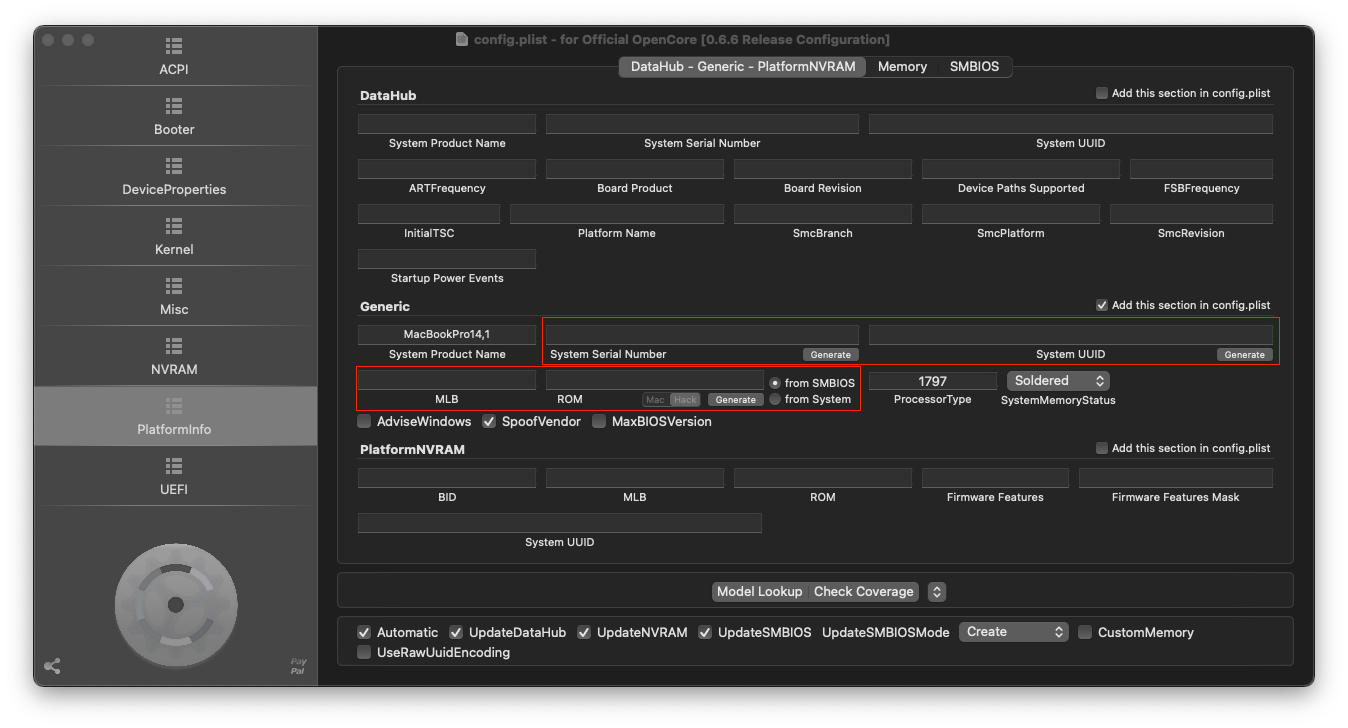 config.plist - for Official OpenCore [0.6.6 Release Configuration]
ACPI
Booter
DeviceProperties
Kernel
Misc
NVRAM
PlatformInfo
UEFI
Pay
Pal
DataHub - Generic - PlatformNVRAM Memory SMBIOS
DataHub Add this section in config.plist
System Product Name System Serial Number System UUID
ARTFrequency Board Product Board Revision Device Paths Supported FSBFrequency
InitialTSC Platform Name SmcBranch SmcPlatform SmcRevision
Startup Power Events
Generic Add this section in config.plist
MacBookPro14,1
System Product Name System Serial Number Generate System UUID Generate
from SMBIOS 1797 Soldered
MLB ROM Mac Hack Generate from System ProcessorType SystemMemoryStatus
AdviseWindows SpoofVendor MaxBIOSVersion
PlatformNVRAM Add this section in config.plist
BID MLB ROM Firmware Features Firmware Features Mask
System UUID
Model Lookup Check Coverage
Automatic UpdateDataHub UpdateNVRAM UpdateSMBIOS UpdateSMBIOSMode Create CustomMemory
UseRawUuidEncoding